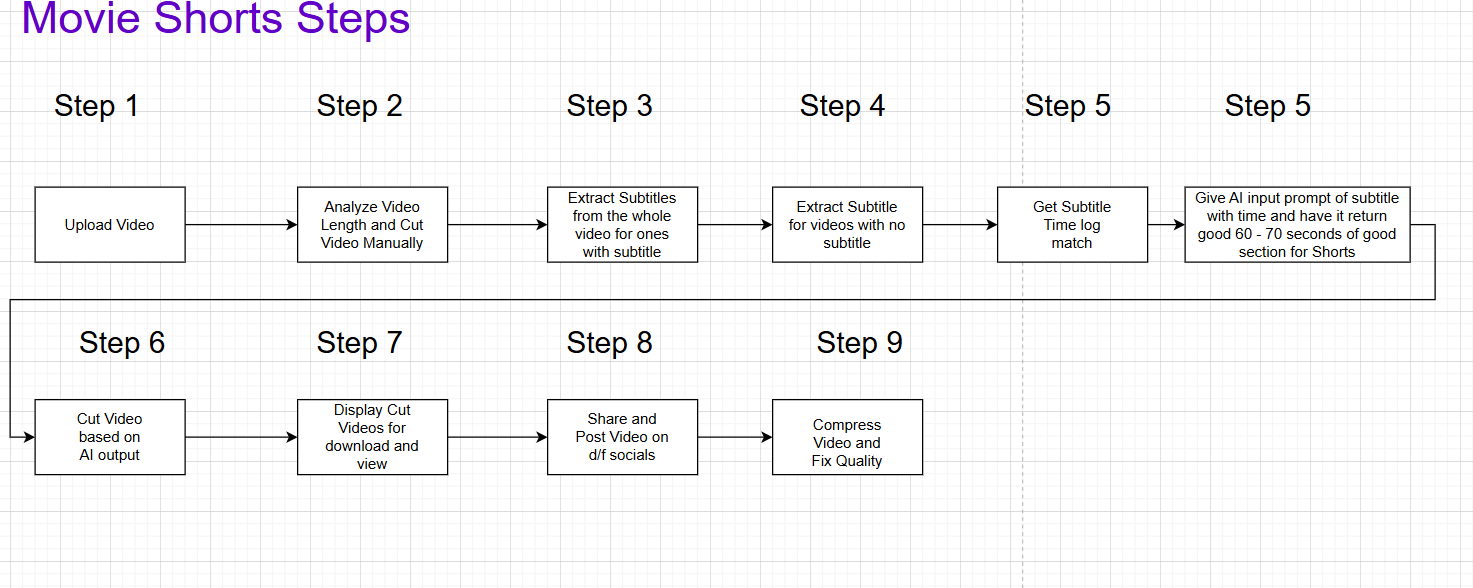 Movie Shorts Steps
Step 1
Step 2
Step 3
Step 4
Step 5
Step 5
Upload Video
Analyze Video
Length and Cut
Video Manually
Extract Subtitles
from the whole
video for ones
with subtitle
Extract Subtitle
for videos with no
subtitle
Get Subtitle
Time log
match
Give AI input prompt of subtitle
with time and have it return
good 60 - 70 seconds of good
section for Shorts
Step 6
Step 7
Step 8
Step 9
Cut Video
based on
AI output
Display Cut
Videos for
download and
view
Share and
Post Video on
d/f socials
Compress
Video and
Fix Quality